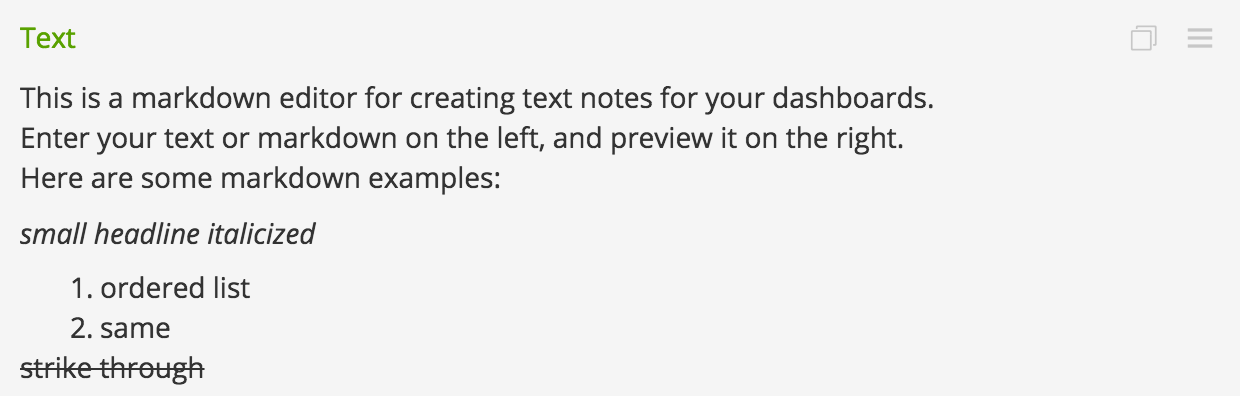 Text
This is a markdown editor for creating text notes for your dashboards.
Enter your text or markdown on the left, and preview it on the right.
Here are some markdown examples:
small headline italicized
1. ordered list
2. same
strike through